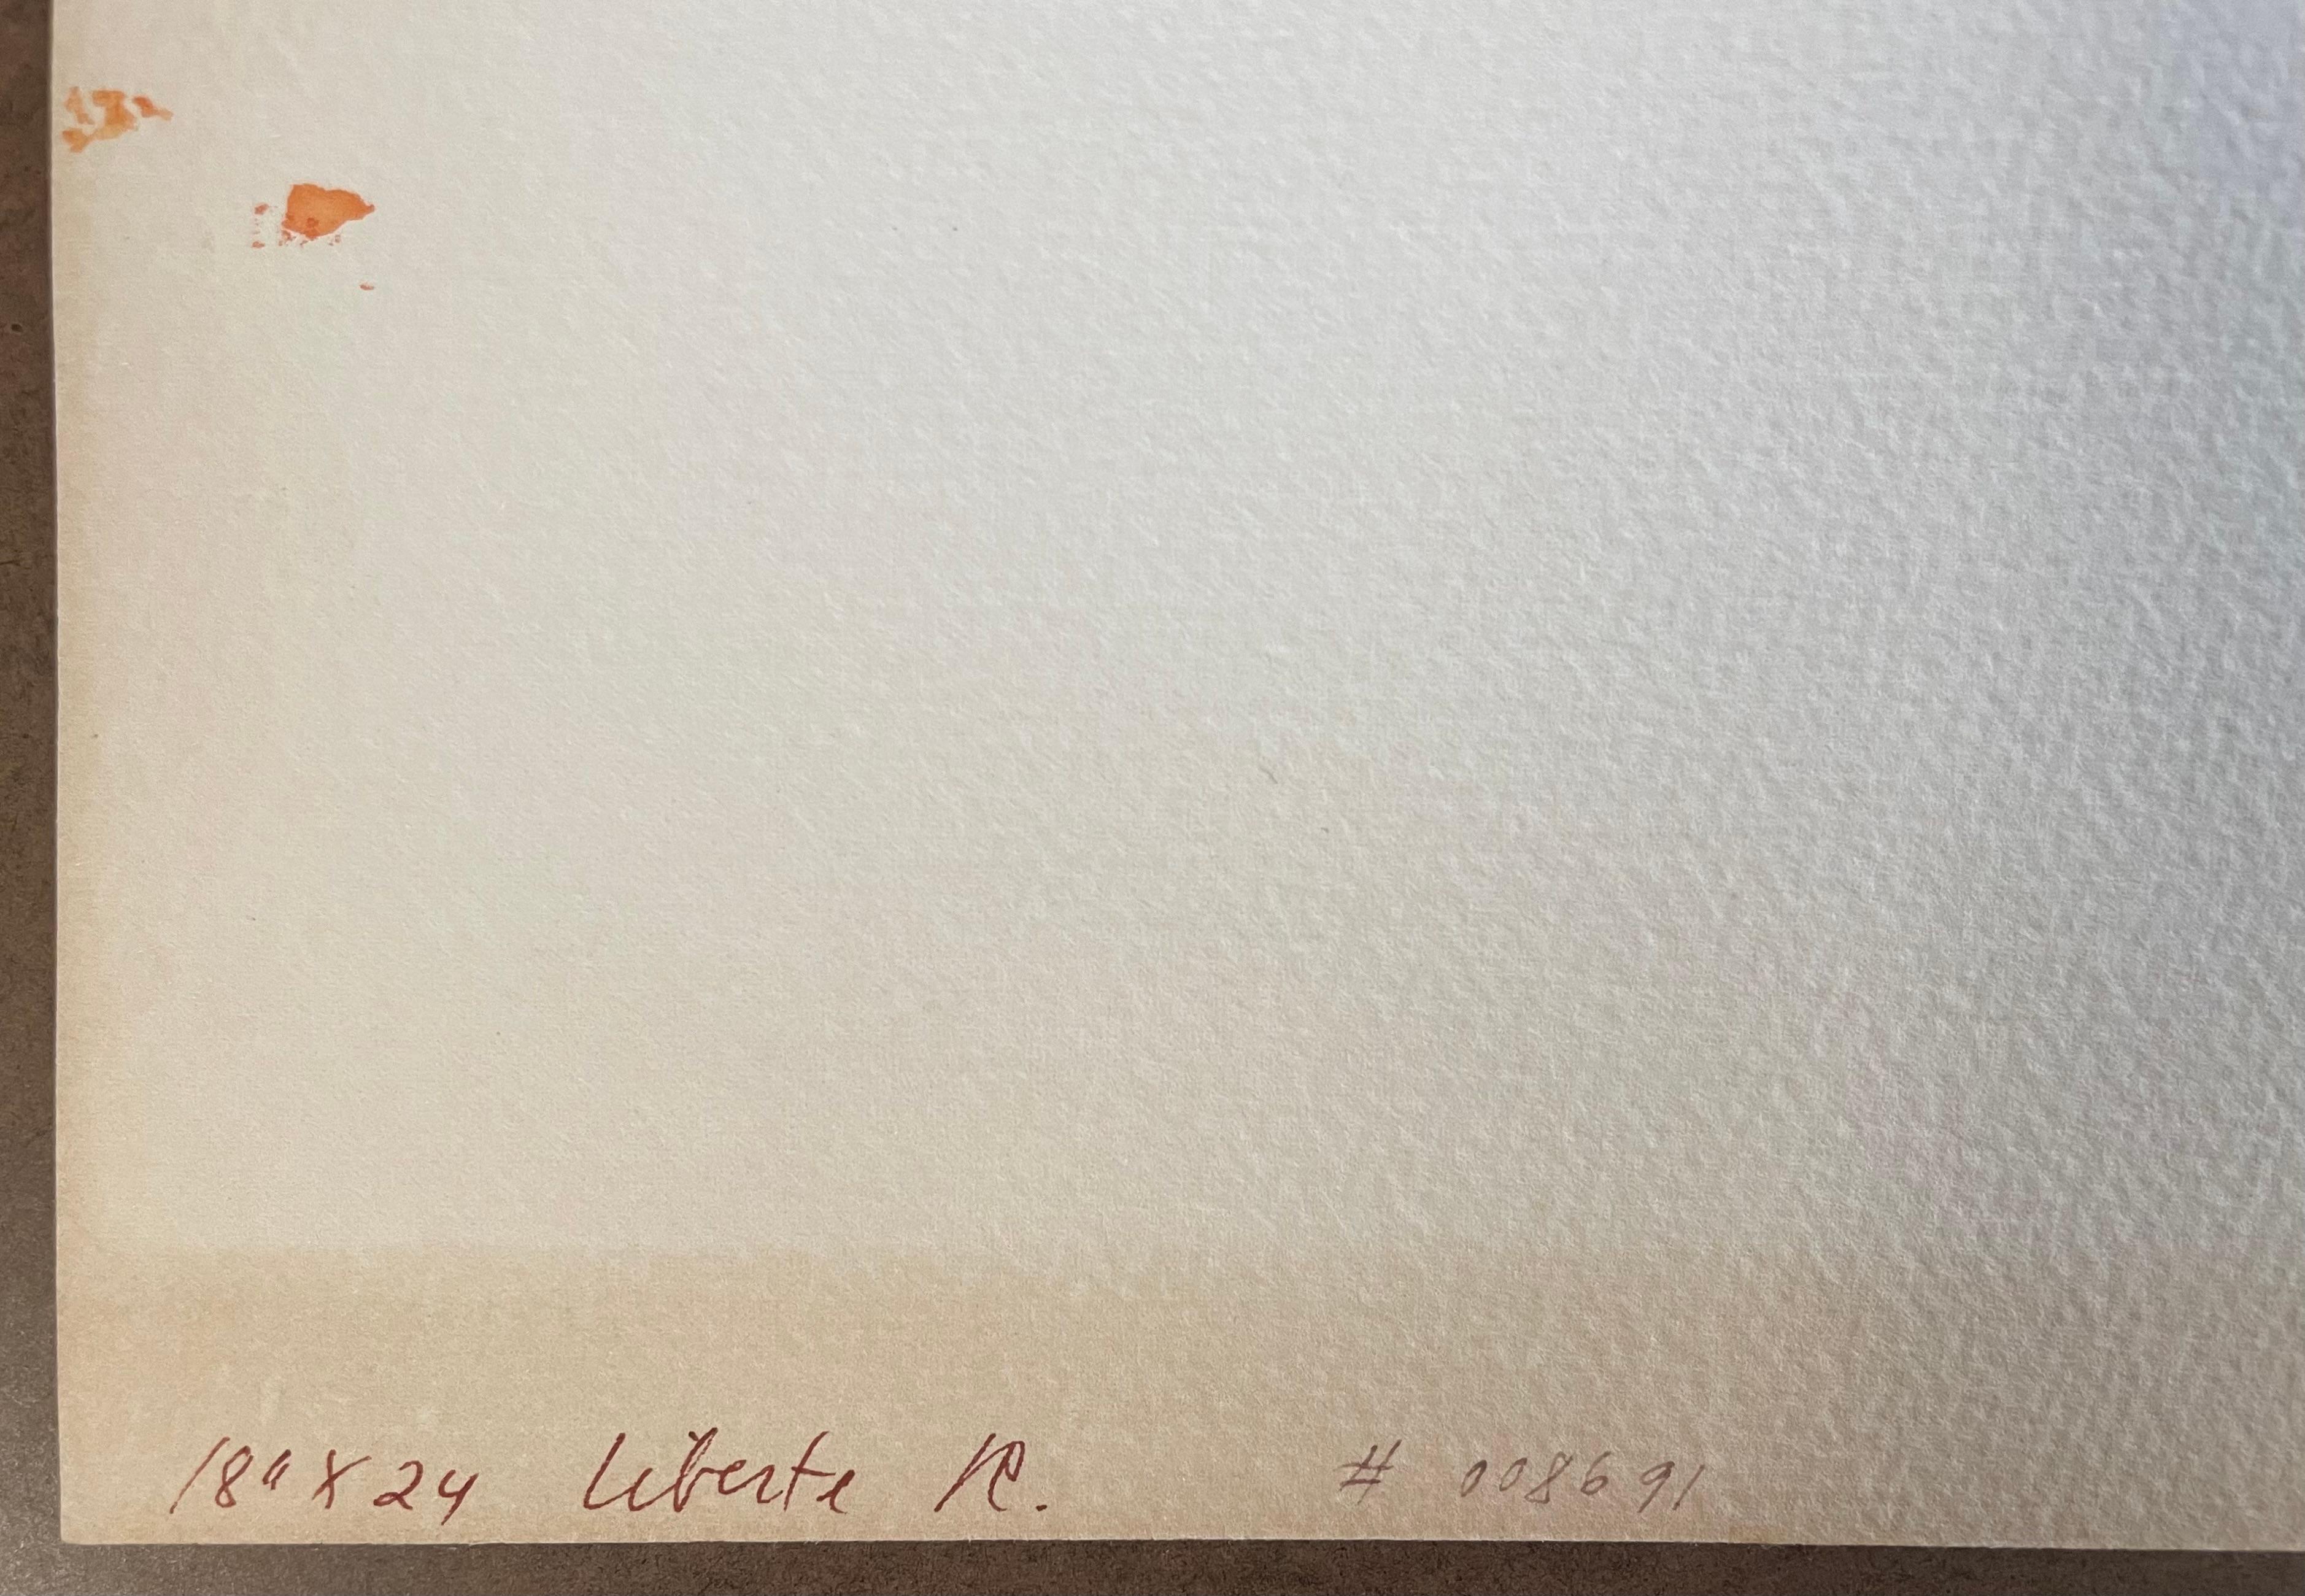 18" X 24 Liberte R. # 008691